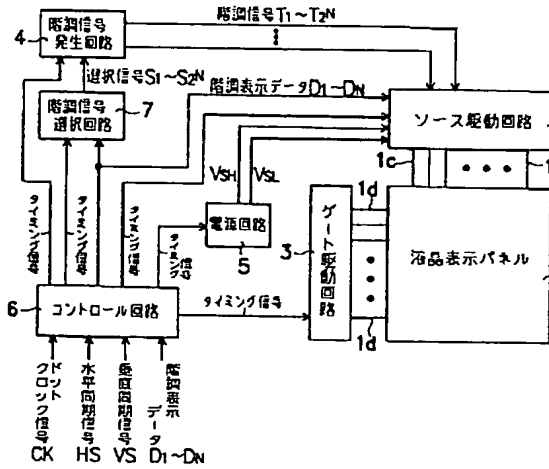 階調信号T1~T2N
階調信号
発生回路
4
選択信号S1~S2N
階調表示データD1~DN
階調信号
選択回路
7
ソース駆動回路
VSH
VSL
1c
1d
タイミング信号
タイミング信号
タイミング信号
タイミング信号
電源回路
5
3
ゲート駆動回路
液晶表示パネル
6
コントロール回路
タイミング信号
1d
ドット
クロック信号
CK
水平同期信号
HS
垂直同期信号
VS
階調表示
データ
D1~DN